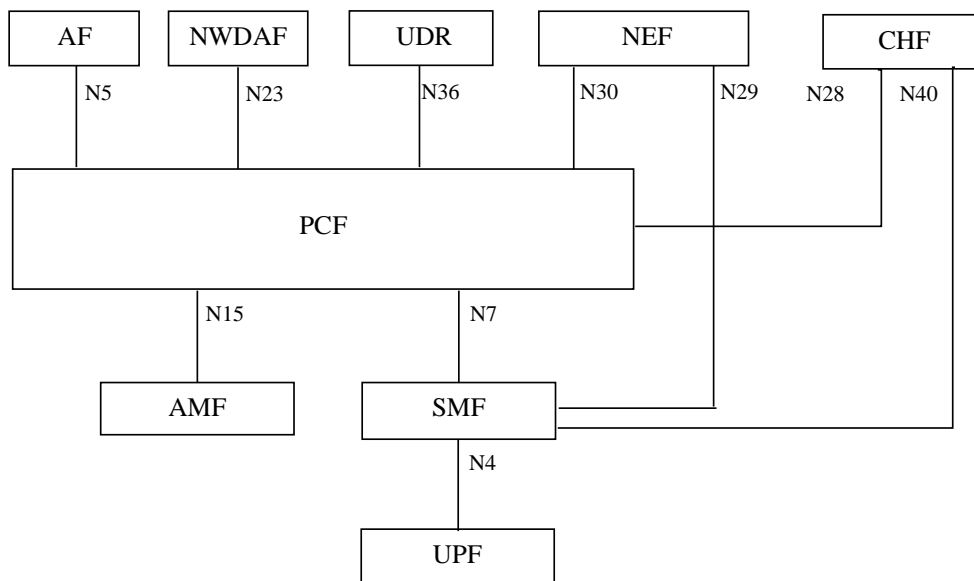 AF
NWDAF
UDR
NEF
CHF
N5
N23
N36
N30
N29
N28
N40
PCF
N15
N7
AMF
SMF
N4
UPF